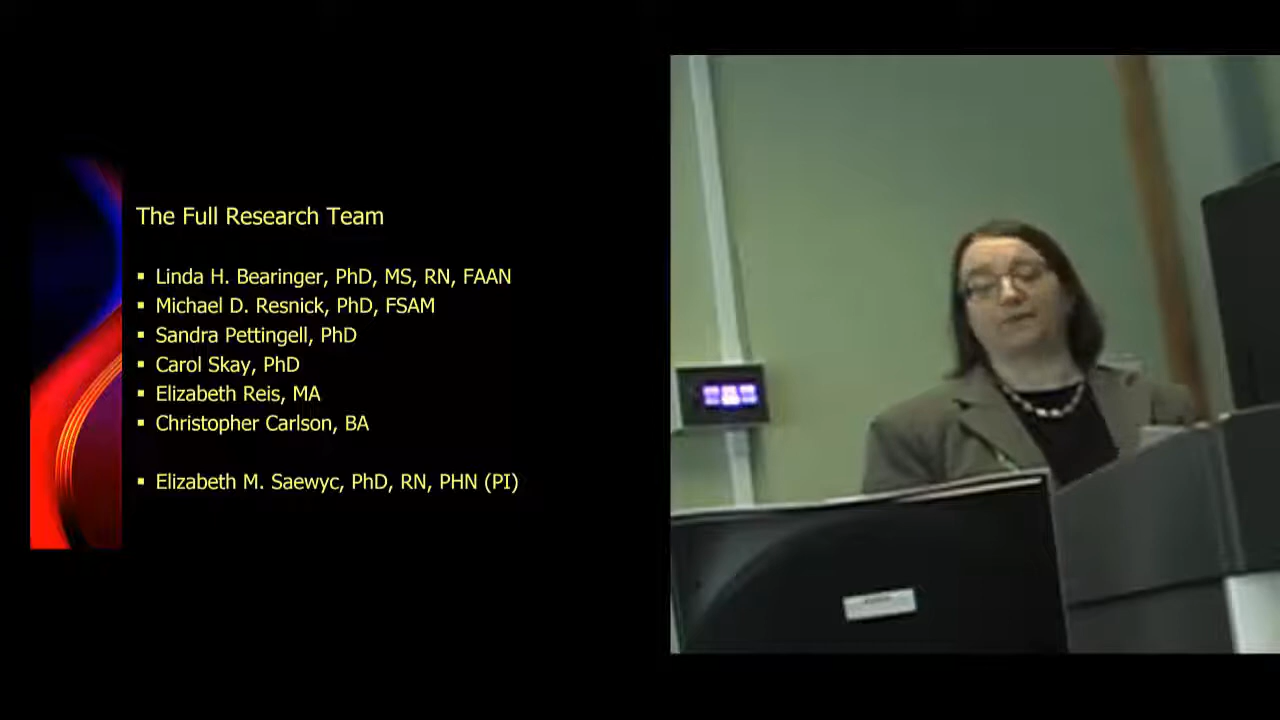 The Full Research Team
Linda H. Bearinger, PhD, MS, RN, FAAN
Michael D. Resnick, PhD, FSAM
Sandra Pettingell, PhD
Carol Skay, PhD
Elizabeth Reis, MA
Christopher Carlson, BA
Elizabeth M. Saewyc, PhD, RN, PHN (PI)